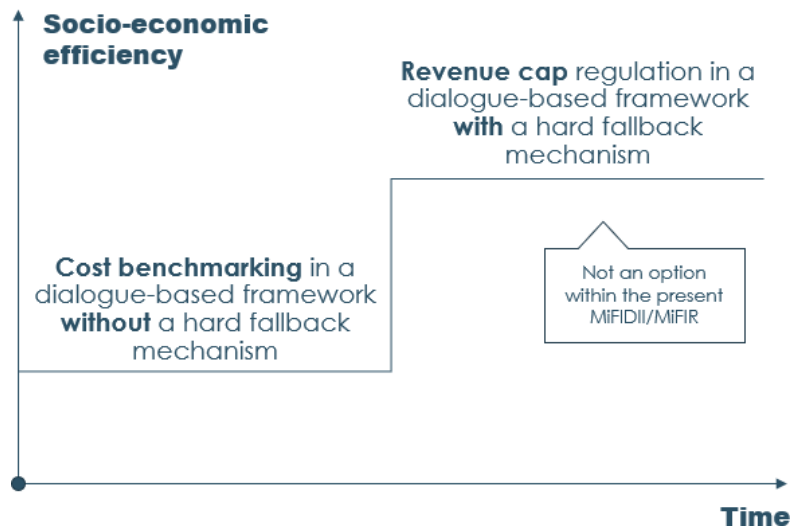 Socio-economic
efficiency
Revenue cap regulation in a
dialogue-based framework
with a hard fallback
mechanism
Cost benchmarking in a
dialogue-based framework
without a hard fallback
mechanism
Not an option
within the present
MiFIDII/MiFIR
Time